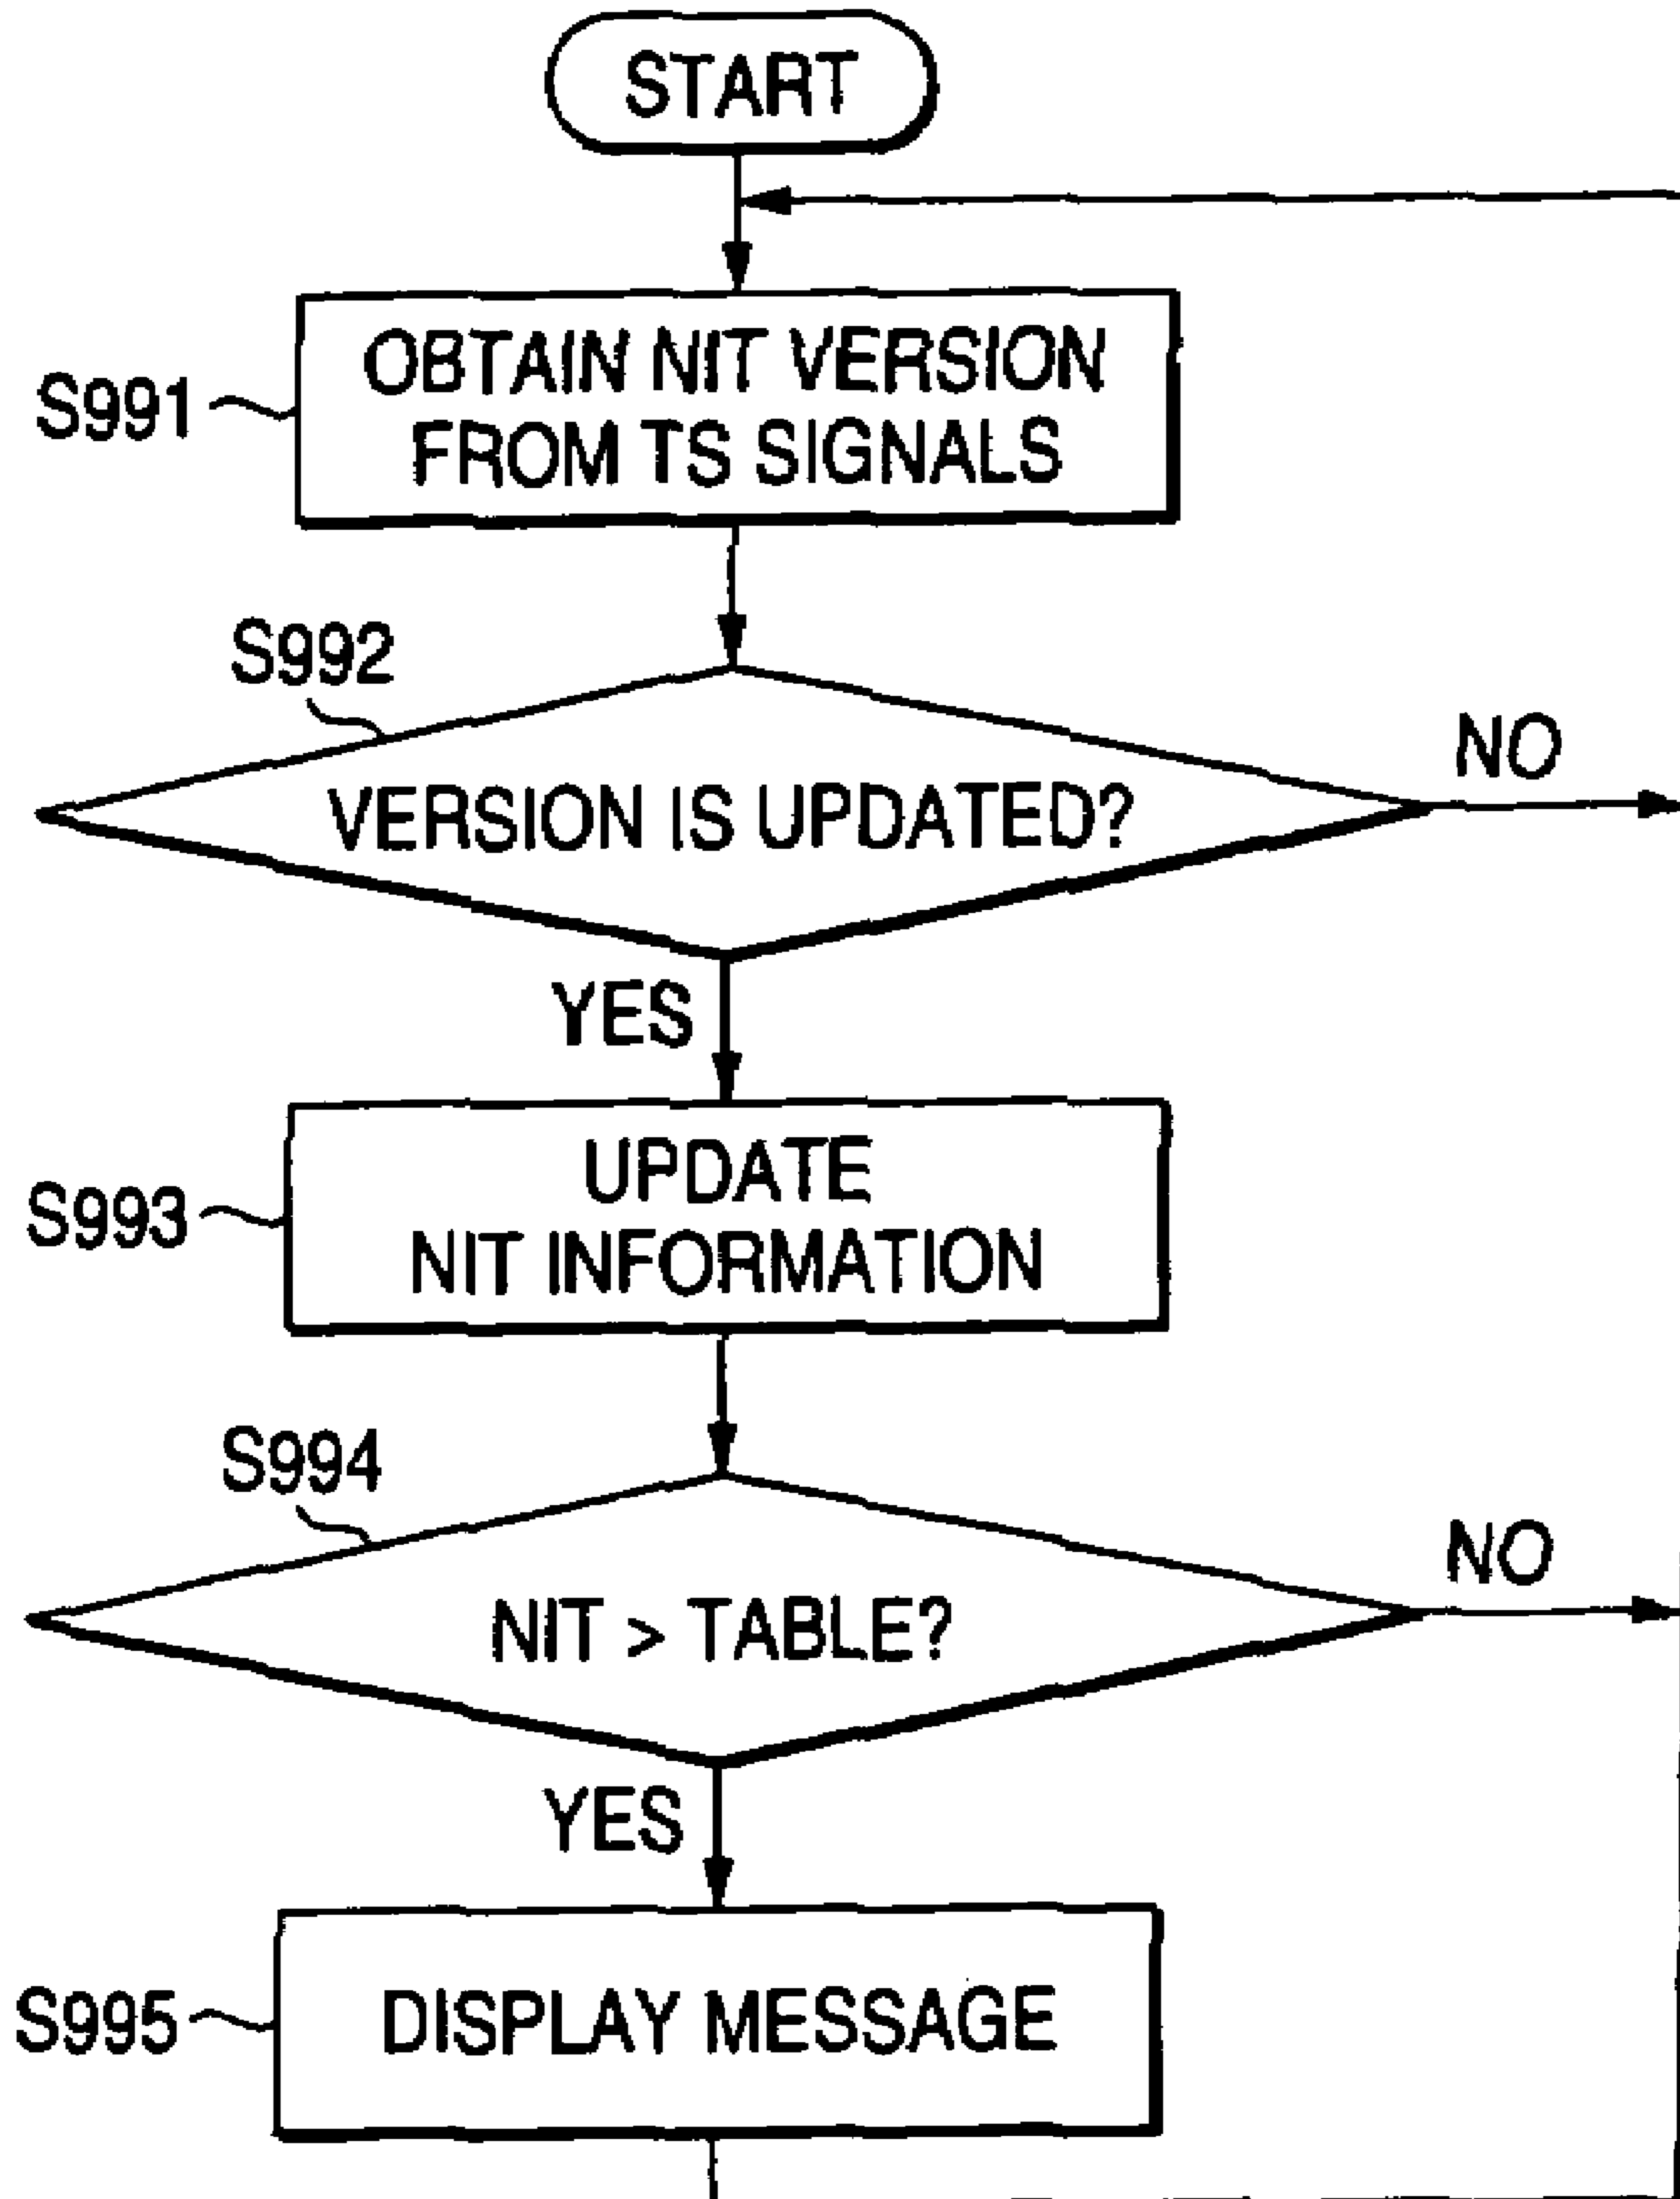 START
S991
OBTAIN NIT VERSION
FROM TS SIGNALS
S992
VERSION IS UPDATED?
NO
YES
S993
UPDATE
NIT INFORMATION
S994
NIT > TABLE?
NO
YES
S995
DISPLAY MESSAGE